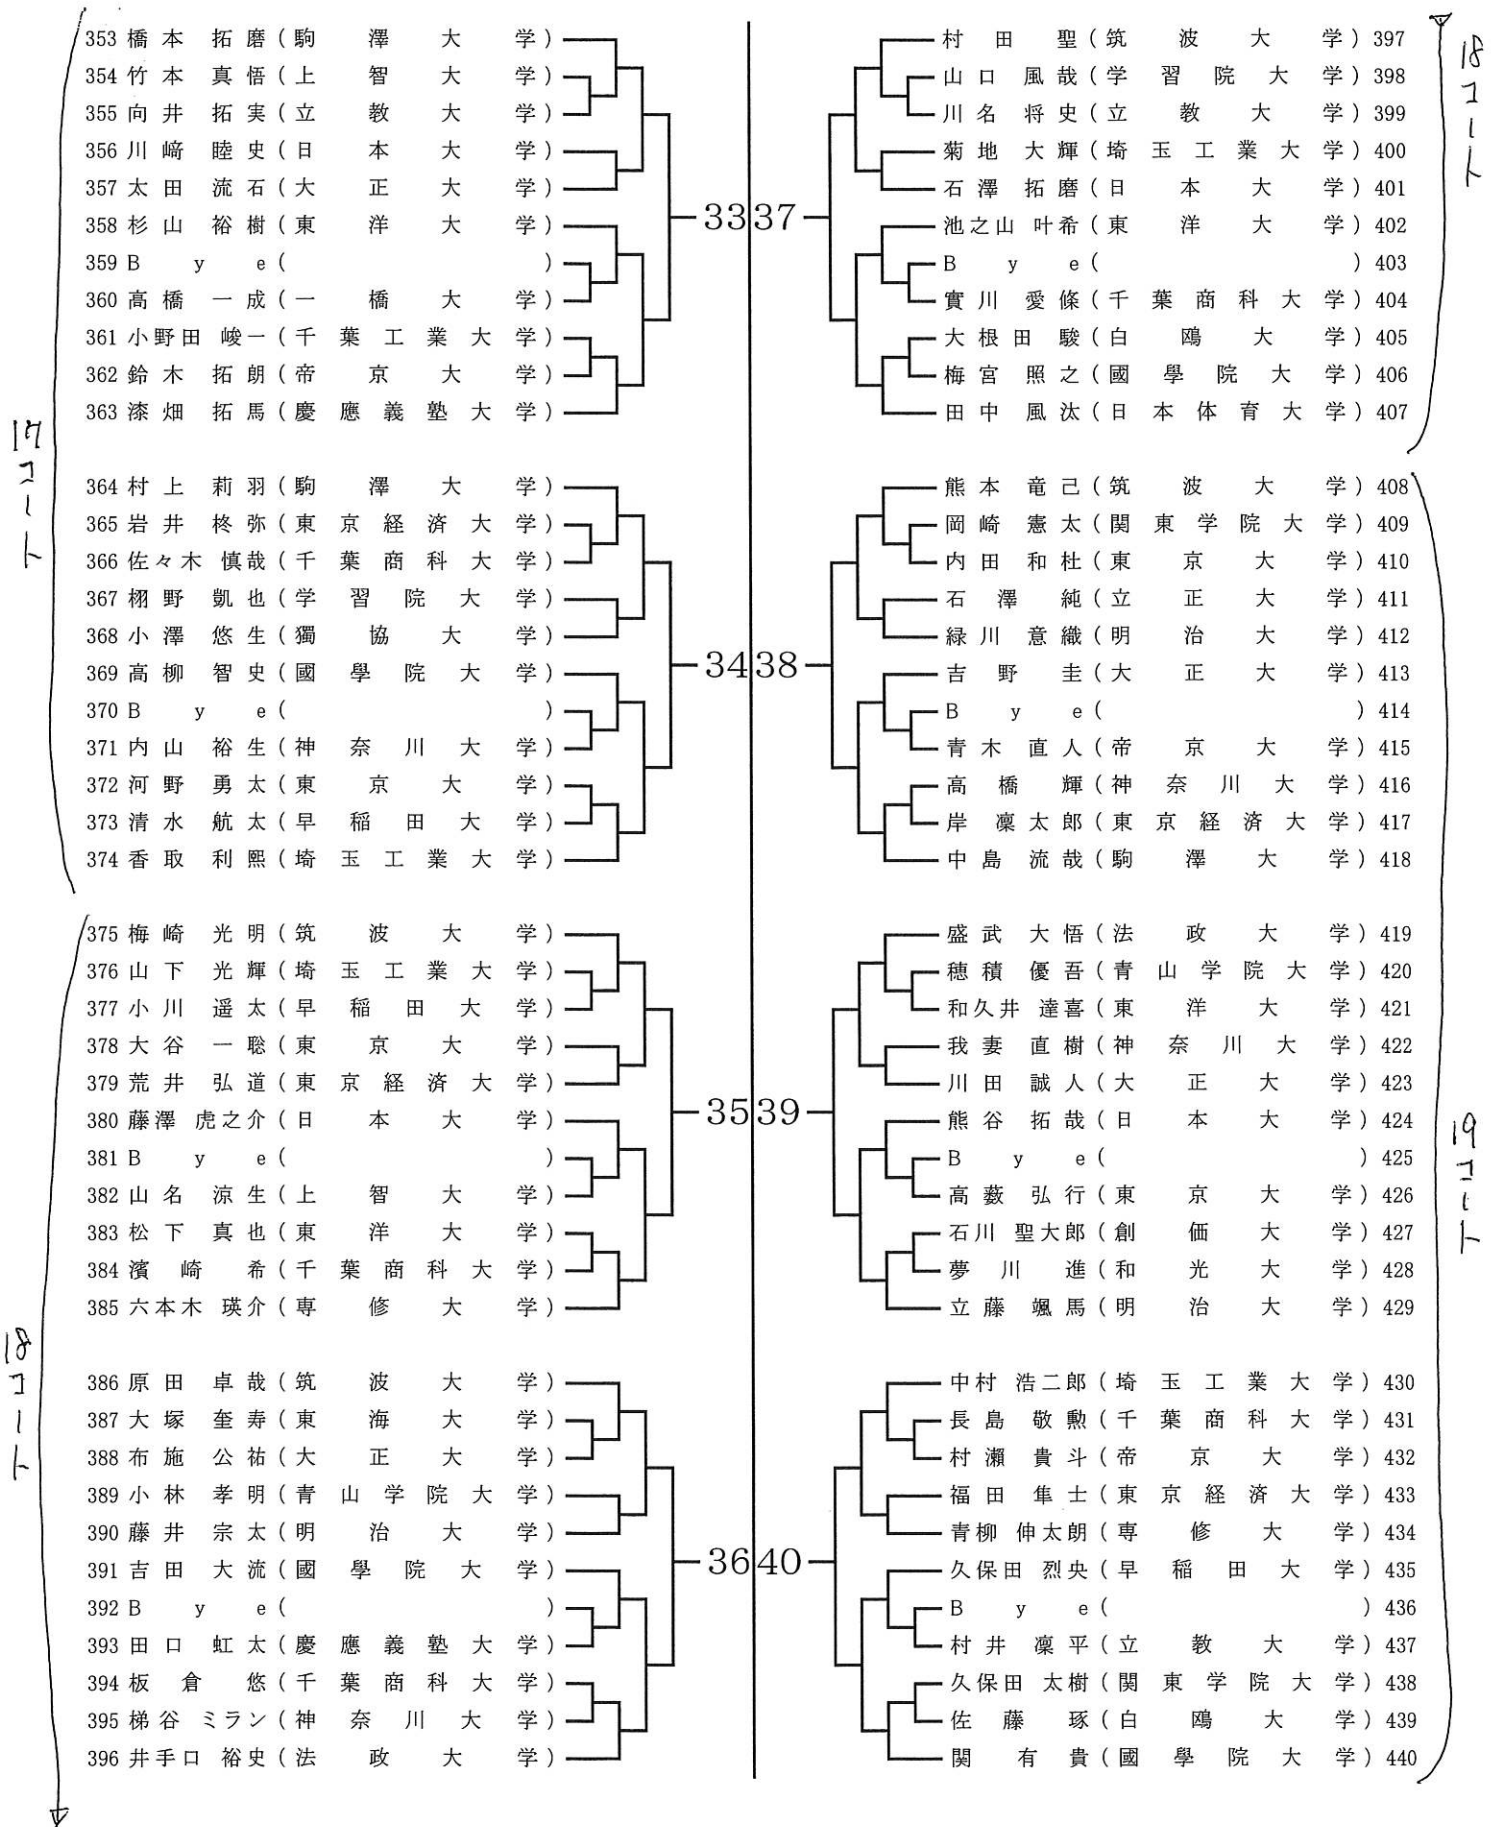 353 橋本 拓磨 (駒澤大学)
354 竹本 真悟 (上智大学)
355 向井 拓実 (立教大学)
356 川﨑 睦史 (日本大学)
357 太田 流石 (大正大学)
358 杉山 裕樹 (東洋大学)
359 Bye ( )
360 高橋 一成 (一橋大学)
361 小野田 峻一 (千葉工業大学)
362 鈴木 拓朗 (帝京大学)
363 漆畑 拓馬 (慶應義塾大学)
33
17コート
364 村上 莉羽 (駒澤大学)
365 岩井 柊弥 (東京経済大学)
366 佐々木 慎哉 (千葉商科大学)
367 栩野 凱也 (学習院大学)
368 小澤 悠生 (獨協大学)
369 高柳 智史 (國學院大学)
370 Bye ( )
371 内山 裕生 (神奈川大学)
372 河野 勇太 (東京大学)
373 清水 航太 (早稲田大学)
374 香取 利熙 (埼玉工業大学)
34
375 梅崎 光明 (筑波大学)
376 山下 光輝 (埼玉工業大学)
377 小川 遥太 (早稲田大学)
378 大谷 一聡 (東京大学)
379 荒井 弘道 (東京経済大学)
380 藤澤 虎之介 (日本大学)
381 Bye ( )
382 山名 涼生 (上智大学)
383 松下 真也 (東洋大学)
384 濱崎 希 (千葉商科大学)
385 六本木 瑛介 (専修大学)
35
18コート
386 原田 卓哉 (筑波大学)
387 大塚 奎寿 (東海大学)
388 布施 公祐 (大正大学)
389 小林 孝明 (青山学院大学)
390 藤井 宗太 (明治大学)
391 吉田 大流 (國學院大学)
392 Bye ( )
393 田口 虹太 (慶應義塾大学)
394 板倉 悠 (千葉商科大学)
395 梯谷 ミラン (神奈川大学)
396 井手口 裕史 (法政大学)
36
村田 聖 (筑波大学) 397
山口 風哉 (学習院大学) 398
川名 将史 (立教大学) 399
菊地 大輝 (埼玉工業大学) 400
石澤 拓磨 (日本大学) 401
池之山 叶希 (東洋大学) 402
Bye ( ) 403
實川 愛條 (千葉商科大学) 404
大根田 駿 (白鴎大学) 405
梅宮 照之 (國學院大学) 406
田中 風汰 (日本体育大学) 407
37
18コート
熊本 竜己 (筑波大学) 408
岡崎 憲太 (関東学院大学) 409
内田 和杜 (東京大学) 410
石澤 純 (立正大学) 411
緑川 意織 (明治大学) 412
吉野 圭 (大正大学) 413
Bye ( ) 414
青木 直人 (帝京大学) 415
高橋 輝 (神奈川大学) 416
岸 凜太郎 (東京経済大学) 417
中島 流哉 (駒澤大学) 418
38
盛武 大悟 (法政大学) 419
穂積 優吾 (青山学院大学) 420
和久井 達喜 (東洋大学) 421
我妻 直樹 (神奈川大学) 422
川田 誠人 (大正大学) 423
熊谷 拓哉 (日本大学) 424
Bye ( ) 425
高薮 弘行 (東京大学) 426
石川 聖大郎 (創価大学) 427
夢川 進 (和光大学) 428
立藤 颯馬 (明治大学) 429
39
19コート
中村 浩二郎 (埼玉工業大学) 430
長島 敬勲 (千葉商科大学) 431
村瀬 貴斗 (帝京大学) 432
福田 隼士 (東京経済大学) 433
青柳 伸太朗 (専修大学) 434
久保田 烈央 (早稲田大学) 435
Bye ( ) 436
村井 凜平 (立教大学) 437
久保田 太樹 (関東学院大学) 438
佐藤 琢 (白鴎大学) 439
関 有貴 (國學院大学) 440
40